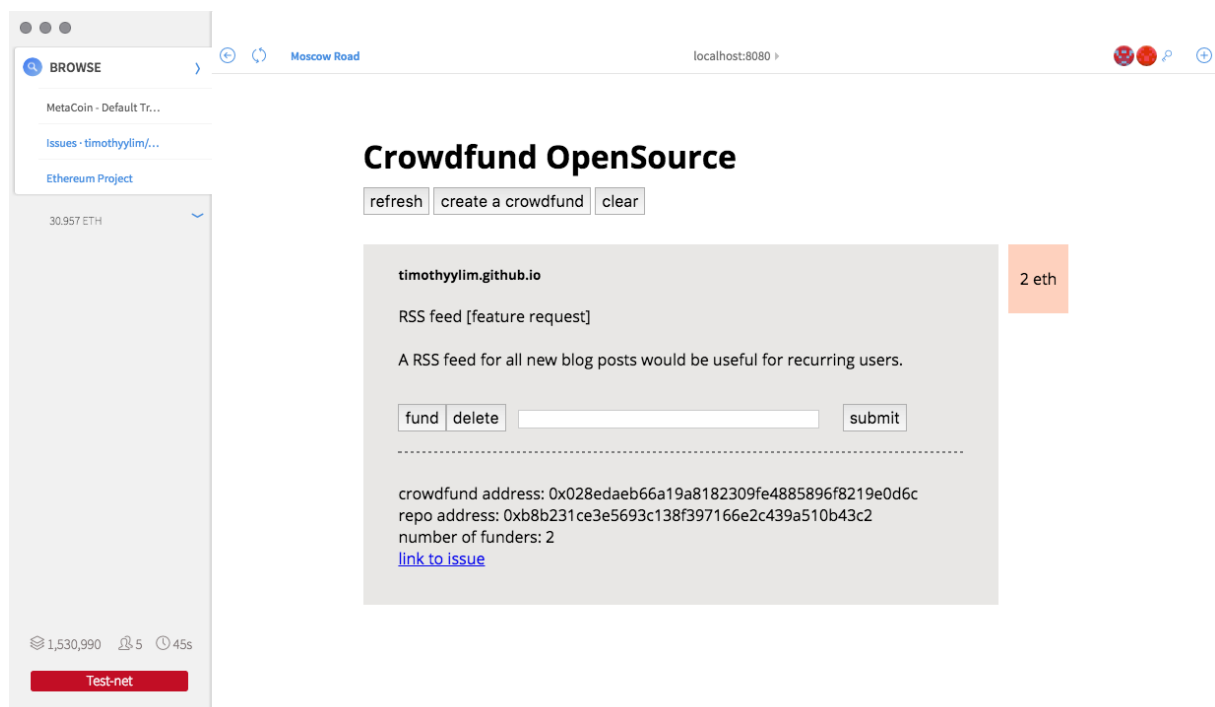 BROWSE
MetaCoin - Default Tr...
Issues · timothyylim/...
Ethereum Project
30.957 ETH
1,530,990 5 45s
Test-net
Moscow Road
localhost:8080
Crowdfund OpenSource
refresh create a crowdfund clear
timothyylim.github.io
2 eth
RSS feed [feature request]
A RSS feed for all new blog posts would be useful for recurring users.
fund delete submit
crowdfund address: 0x028edaeb66a19a8182309fe4885896f8219e0d6c
repo address: 0xb8b231ce3e5693c138f397166e2c439a510b43c2
number of funders: 2
link to issue